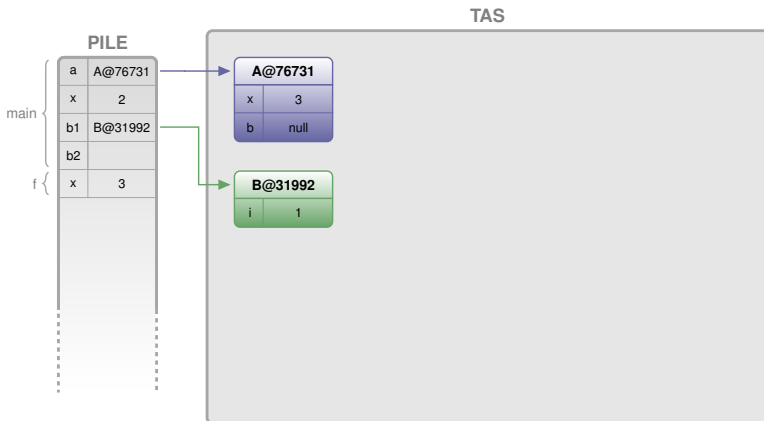 TAS
PILE
main
a A@76731
x 2
b1 B@31992
b2
f
x 3
A@76731
x 3
b null
B@31992
i 1